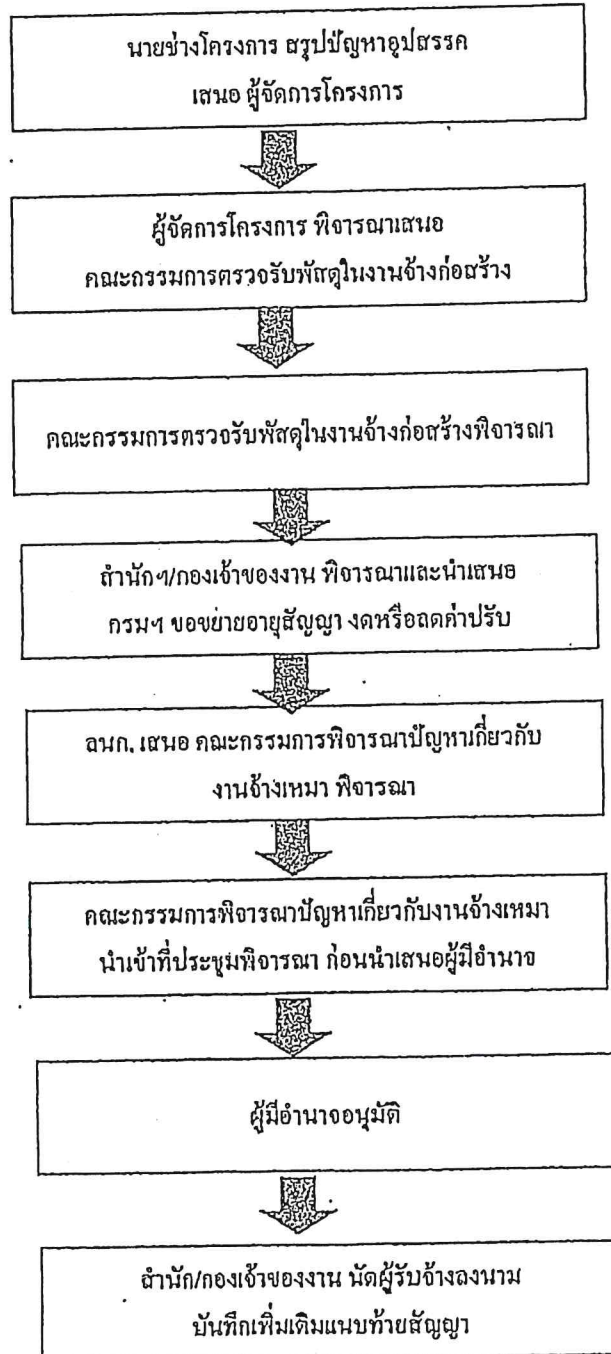 นายช่างโครงการ สรุปปัญหาอุปสรรค
เสนอ ผู้จัดการโครงการ
ผู้จัดการโครงการ พิจารณาเสนอ
คณะกรรมการตรวจรับพัสดุในงานจ้างก่อสร้าง
คณะกรรมการตรวจรับพัสดุในงานจ้างก่อสร้างพิจารณา
สำนักฯ/กองเจ้าของงาน พิจารณาและนำเสนอ
กรมฯ ขอขยายอายุสัญญา งดหรือลดค่าปรับ
ลนก. เสนอ คณะกรรมการพิจารณาปัญหาเกี่ยวกับ
งานจ้างเหมา พิจารณา
คณะกรรมการพิจารณาปัญหาเกี่ยวกับงานจ้างเหมา
นำเข้าที่ประชุมพิจารณา ก่อนนำเสนอผู้มีอำนาจ
ผู้มีอำนาจอนุมัติ
สำนัก/กองเจ้าของงาน นัดผู้รับจ้างลงนาม
บันทึกเพิ่มเติมแนบท้ายสัญญา